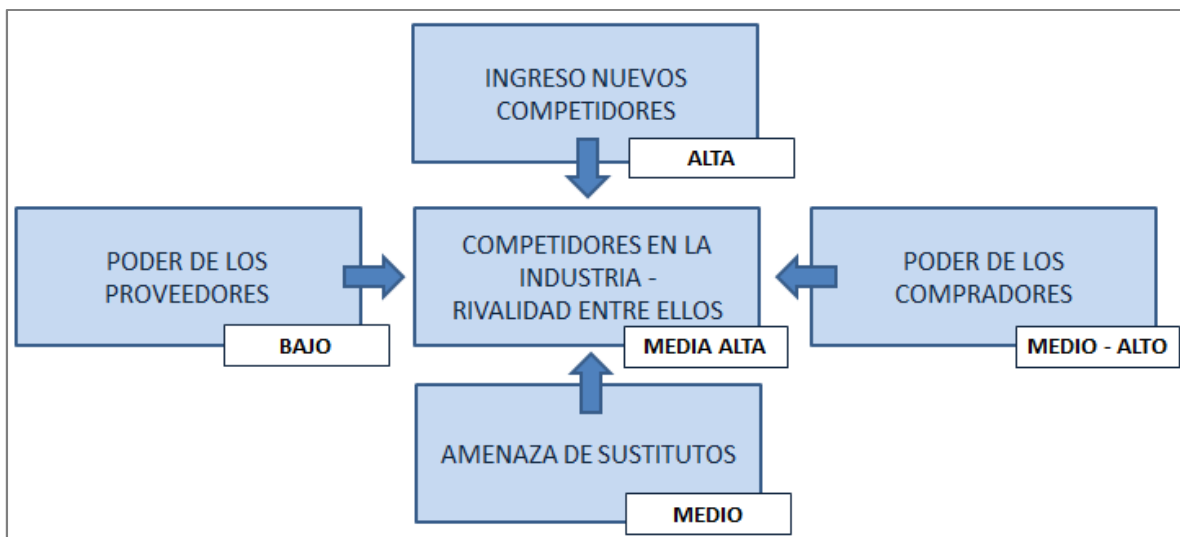 INGRESO NUEVOS
COMPETIDORES
ALTA
PODER DE LOS
PROVEEDORES
BAJO
COMPETIDORES EN LA
INDUSTRIA -
RIVALIDAD ENTRE ELLOS
MEDIA ALTA
PODER DE LOS
COMPRADORES
MEDIO - ALTO
AMENAZA DE SUSTITUTOS
MEDIO